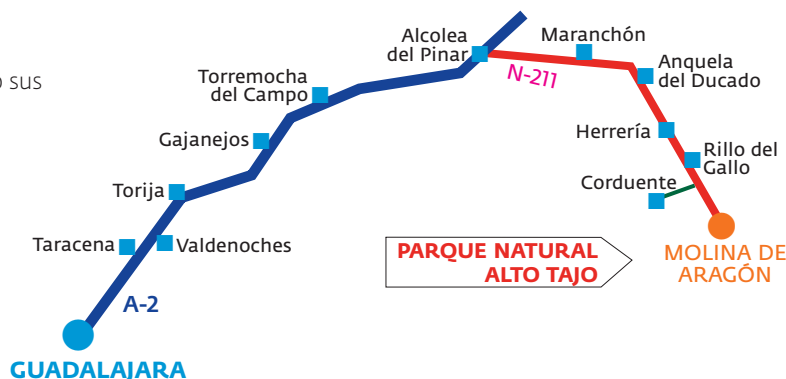 sus
Alcolea
del Pinar
Maranchón
N-211
Anquela
del Ducado
Torremocha
del Campo
Herrería
Gajanejos
Rillo del
Gallo
Corduente
Torija
Taracena
Valdenoches
PARQUE NATURAL
ALTO TAJO
MOLINA DE
ARAGÓN
A-2
GUADALAJARA